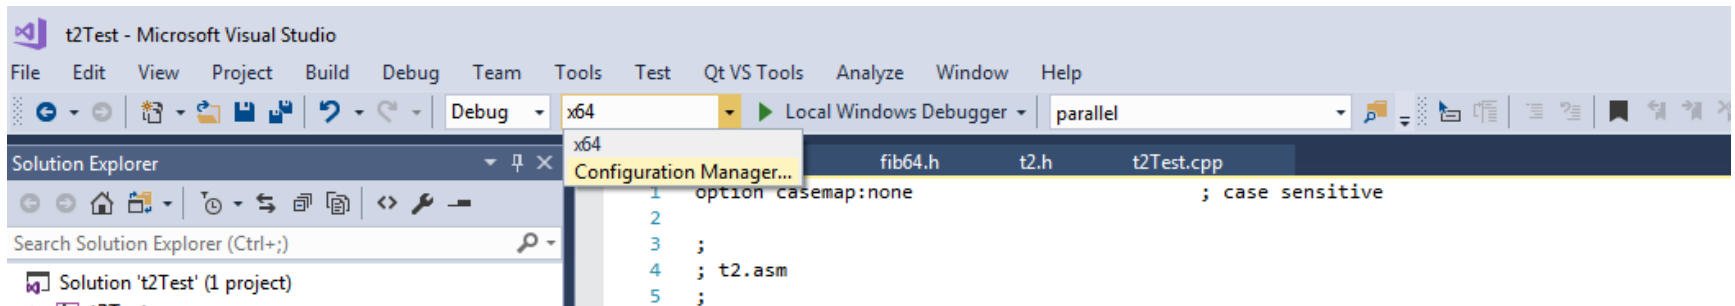 t2Test - Microsoft Visual Studio
File Edit View Project Build Debug Team Tools Test Qt VS Tools Analyze Window Help
Debug x64 Local Windows Debugger parallel
x64
Configuration Manager...
Solution Explorer
fib64.h t2.h t2Test.cpp
Search Solution Explorer (Ctrl+;)
Solution 't2Test' (1 project)
1 option casemap:none ; case sensitive
2
3 ;
4 ; t2.asm
5 ;